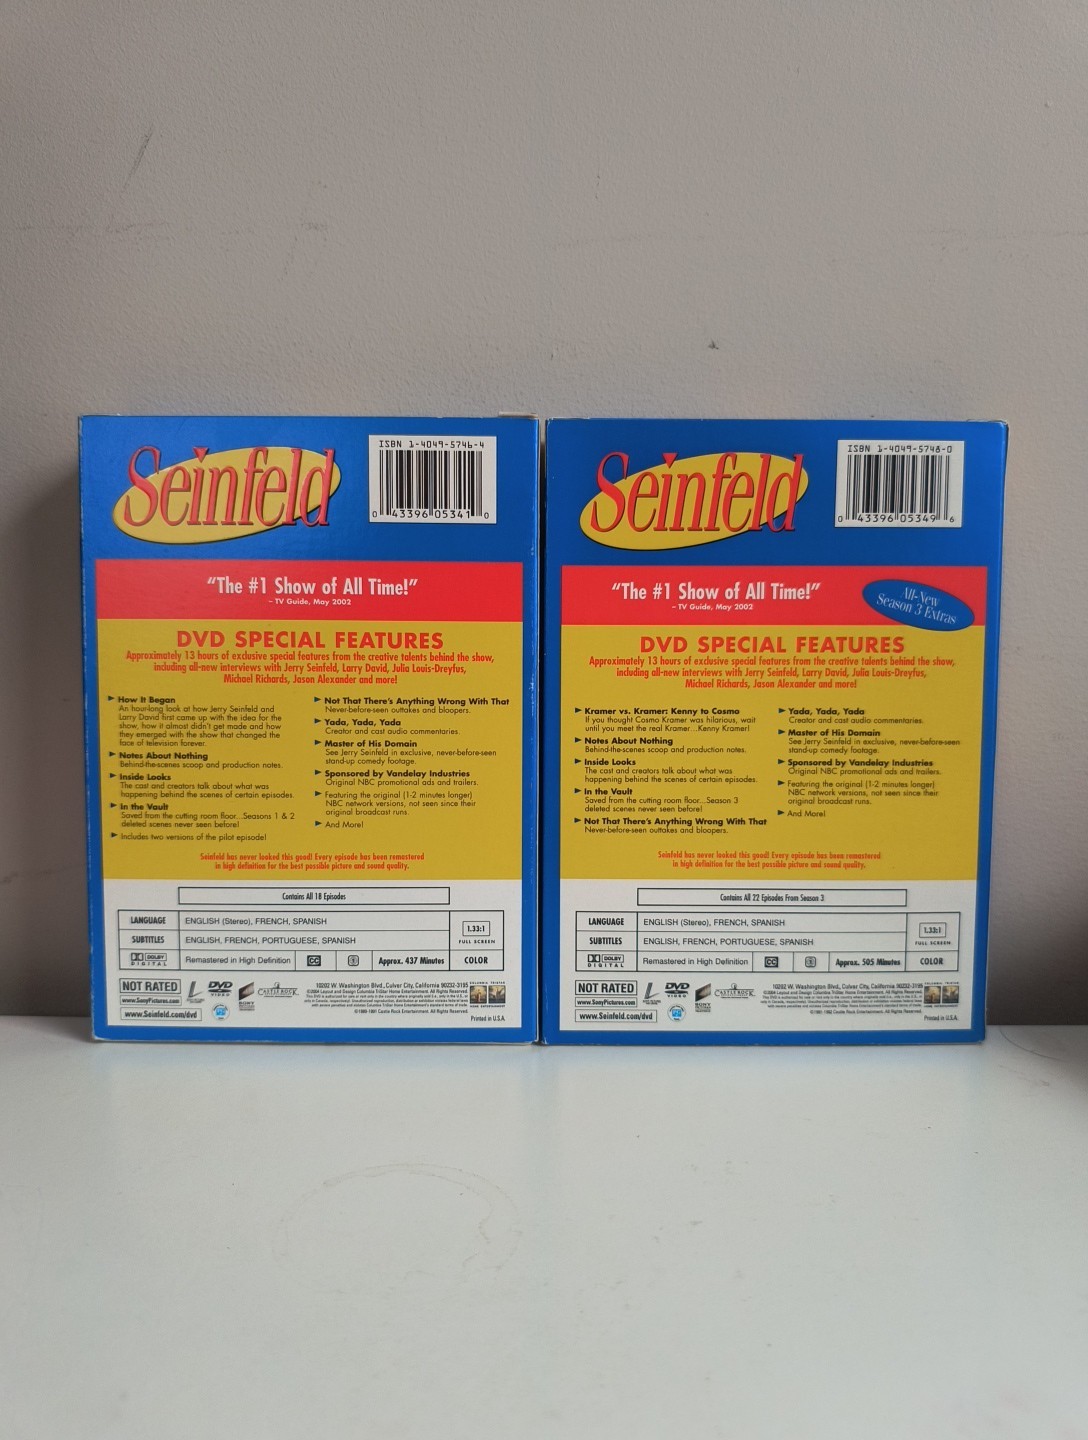 Seinfeld
ISBN 1-4049-5746-4
0 43396 05341 0
"The #1 Show of All Time!"
– TV Guide, May 2002
DVD SPECIAL FEATURES
Approximately 13 hours of exclusive special features from the creative talents behind the show,
including all-new interviews with Jerry Seinfeld, Larry David, Julia Louis-Dreyfus,
Michael Richards, Jason Alexander and more!
► How It Began
An hour-long look at how Jerry Seinfeld and
Larry David first came up with the idea for the
show, how it almost didn't get made and how
they emerged with the show that changed the
face of television forever.
► Notes About Nothing
Behind-the-scenes scoop and production notes.
► Inside Looks
The cast and creators talk about what was
happening behind the scenes of certain episodes.
► In the Vault
Saved from the cutting room floor...Seasons 1 & 2
deleted scenes never seen before!
► Includes two versions of the pilot episode!
► Not That There's Anything Wrong With That
Never-before-seen outtakes and bloopers.
► Yada, Yada, Yada
Creator and cast audio commentaries.
► Master of His Domain
See Jerry Seinfeld in exclusive, never-before-seen
stand-up comedy footage.
► Sponsored by Vandelay Industries
Original NBC promotional ads and trailers.
► Featuring the original (1-2 minutes longer)
NBC network versions, not seen since their
original broadcast runs.
► And More!
Seinfeld has never looked this good! Every episode has been remastered
in high definition for the best possible picture and sound quality.
Contains All 18 Episodes
LANGUAGE ENGLISH (Stereo), FRENCH, SPANISH
SUBTITLES ENGLISH, FRENCH, PORTUGUESE, SPANISH
1.33:1
FULL SCREEN
DOLBY
DIGITAL
Remastered in High Definition
CC
Approx. 437 Minutes
COLOR
NOT RATED
www.SonyPictures.com
www.Seinfeld.com/dvd
DVD
VIDEO
SONY
PICTURES
CASTLE ROCK
10202 W. Washington Blvd., Culver City, California 90232-3195
Printed in U.S.A.
Seinfeld
ISBN 1-4049-5748-0
0 43396 05349 6
"The #1 Show of All Time!"
– TV Guide, May 2002
All-New
Season 3 Extras
DVD SPECIAL FEATURES
Approximately 13 hours of exclusive special features from the creative talents behind the show,
including all-new interviews with Jerry Seinfeld, Larry David, Julia Louis-Dreyfus,
Michael Richards, Jason Alexander and more!
► Kramer vs. Kramer: Kenny to Cosmo
If you thought Cosmo Kramer was hilarious, wait
until you meet the real Kramer...Kenny Kramer!
► Notes About Nothing
Behind-the-scenes scoop and production notes.
► Inside Looks
The cast and creators talk about what was
happening behind the scenes of certain episodes.
► In the Vault
Saved from the cutting room floor...Season 3
deleted scenes never seen before!
► Not That There's Anything Wrong With That
Never-before-seen outtakes and bloopers.
► Yada, Yada, Yada
Creator and cast audio commentaries.
► Master of His Domain
See Jerry Seinfeld in exclusive, never-before-seen
stand-up comedy footage.
► Sponsored by Vandelay Industries
Original NBC promotional ads and trailers.
► Featuring the original (1-2 minutes longer)
NBC network versions, not seen since their
original broadcast runs.
► And More!
Seinfeld has never looked this good! Every episode has been remastered
in high definition for the best possible picture and sound quality.
Contains All 22 Episodes From Season 3
LANGUAGE ENGLISH (Stereo), FRENCH, SPANISH
SUBTITLES ENGLISH, FRENCH, PORTUGUESE, SPANISH
1.33:1
FULL SCREEN
DOLBY
DIGITAL
Remastered in High Definition
CC
Approx. 505 Minutes
COLOR
NOT RATED
www.SonyPictures.com
www.Seinfeld.com/dvd
DVD
VIDEO
SONY
PICTURES
CASTLE ROCK
10202 W. Washington Blvd., Culver City, California 90232-3195
Printed in U.S.A.